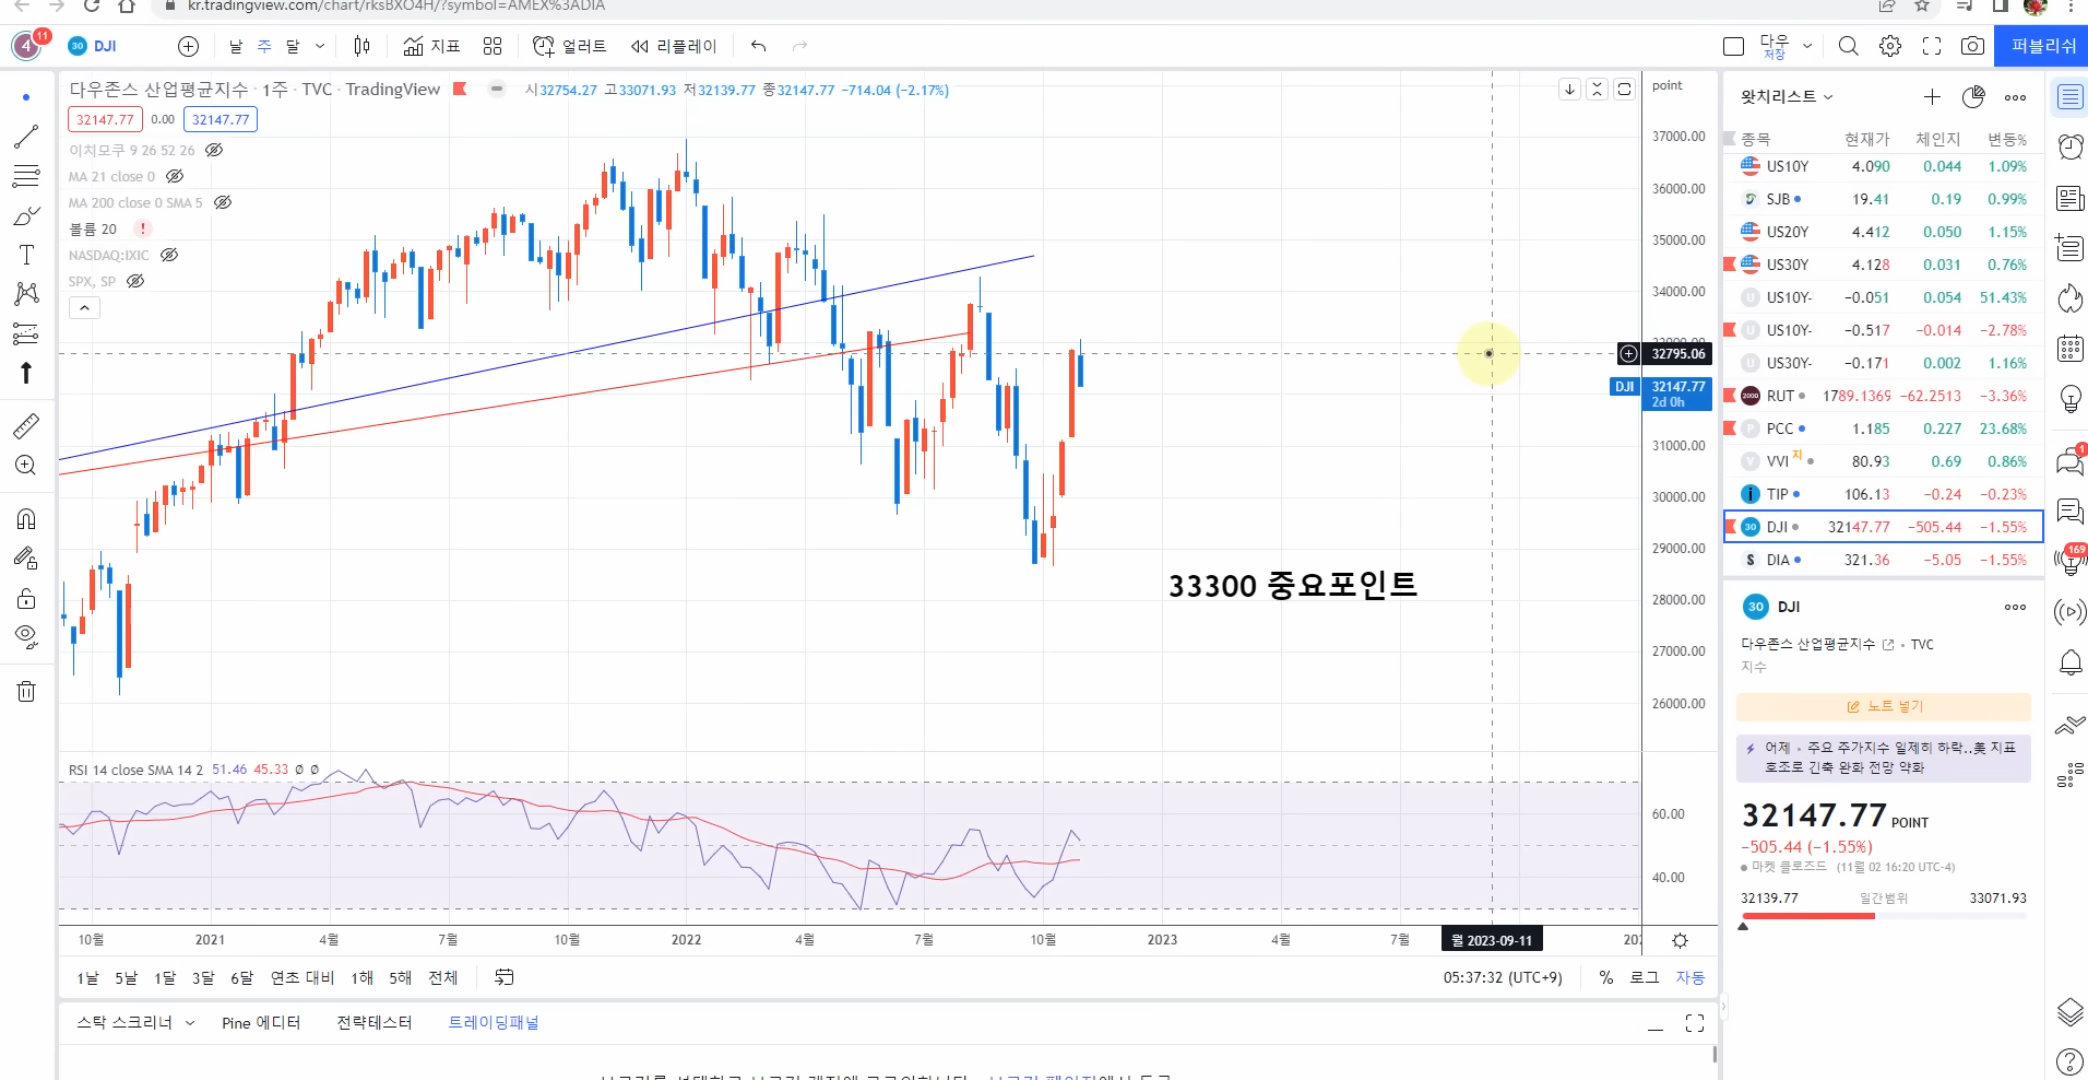 kr.tradingview.com/chart/rksBXO4H/?symbol=AMEX%3ADIA
4 11 30 DJI 날 주 달 지표 얼러트 리플레이 다우 저장 퍼블리쉬
다우존스 산업평균지수 · 1주 · TVC · TradingView 시32754.27 고33071.93 저32139.77 종32147.77 −714.04 (−2.17%)
32147.77 0.00 32147.77
이치모쿠 9 26 52 26
MA 21 close 0
MA 200 close 0 SMA 5
볼륨 20 !
NASDAQ:IXIC
SPX, SP
point
37000.00
36000.00
35000.00
34000.00
32795.06
DJI 32147.77
2d 0h
31000.00
30000.00
29000.00
28000.00
27000.00
26000.00
33300 중요포인트
RSI 14 close SMA 14 2 51.46 45.33 Ø Ø
60.00
40.00
10월 2021 4월 7월 10월 2022 4월 7월 10월 2023 4월 7월 월 2023-09-11
1날 5날 1달 3달 6달 연초 대비 1해 5해 전체 05:37:32 (UTC+9) % 로그 자동
스탁 스크리너 Pine 에디터 전략테스터 트레이딩패널
왓치리스트
종목 현재가 체인지 변동%
US10Y 4.090 0.044 1.09%
SJB 19.41 0.19 0.99%
US20Y 4.412 0.050 1.15%
US30Y 4.128 0.031 0.76%
U US10Y- −0.051 0.054 51.43%
U US10Y- −0.517 −0.014 −2.78%
U US30Y- −0.171 0.002 1.16%
2000 RUT 1789.1369 −62.2513 −3.36%
P PCC 1.185 0.227 23.68%
V VVI 지 80.93 0.69 0.86%
i TIP 106.13 −0.24 −0.23%
30 DJI 32147.77 −505.44 −1.55%
S DIA 321.36 −5.05 −1.55%
30 DJI
다우존스 산업평균지수 • TVC
지수
노트 넣기
어제 • 주요 주가지수 일제히 하락..美 지표
호조로 긴축 완화 전망 약화
32147.77 POINT
−505.44 (−1.55%)
마켓 클로즈드 (11월 02 16:20 UTC-4)
32139.77 일간범위 33071.93
1
169